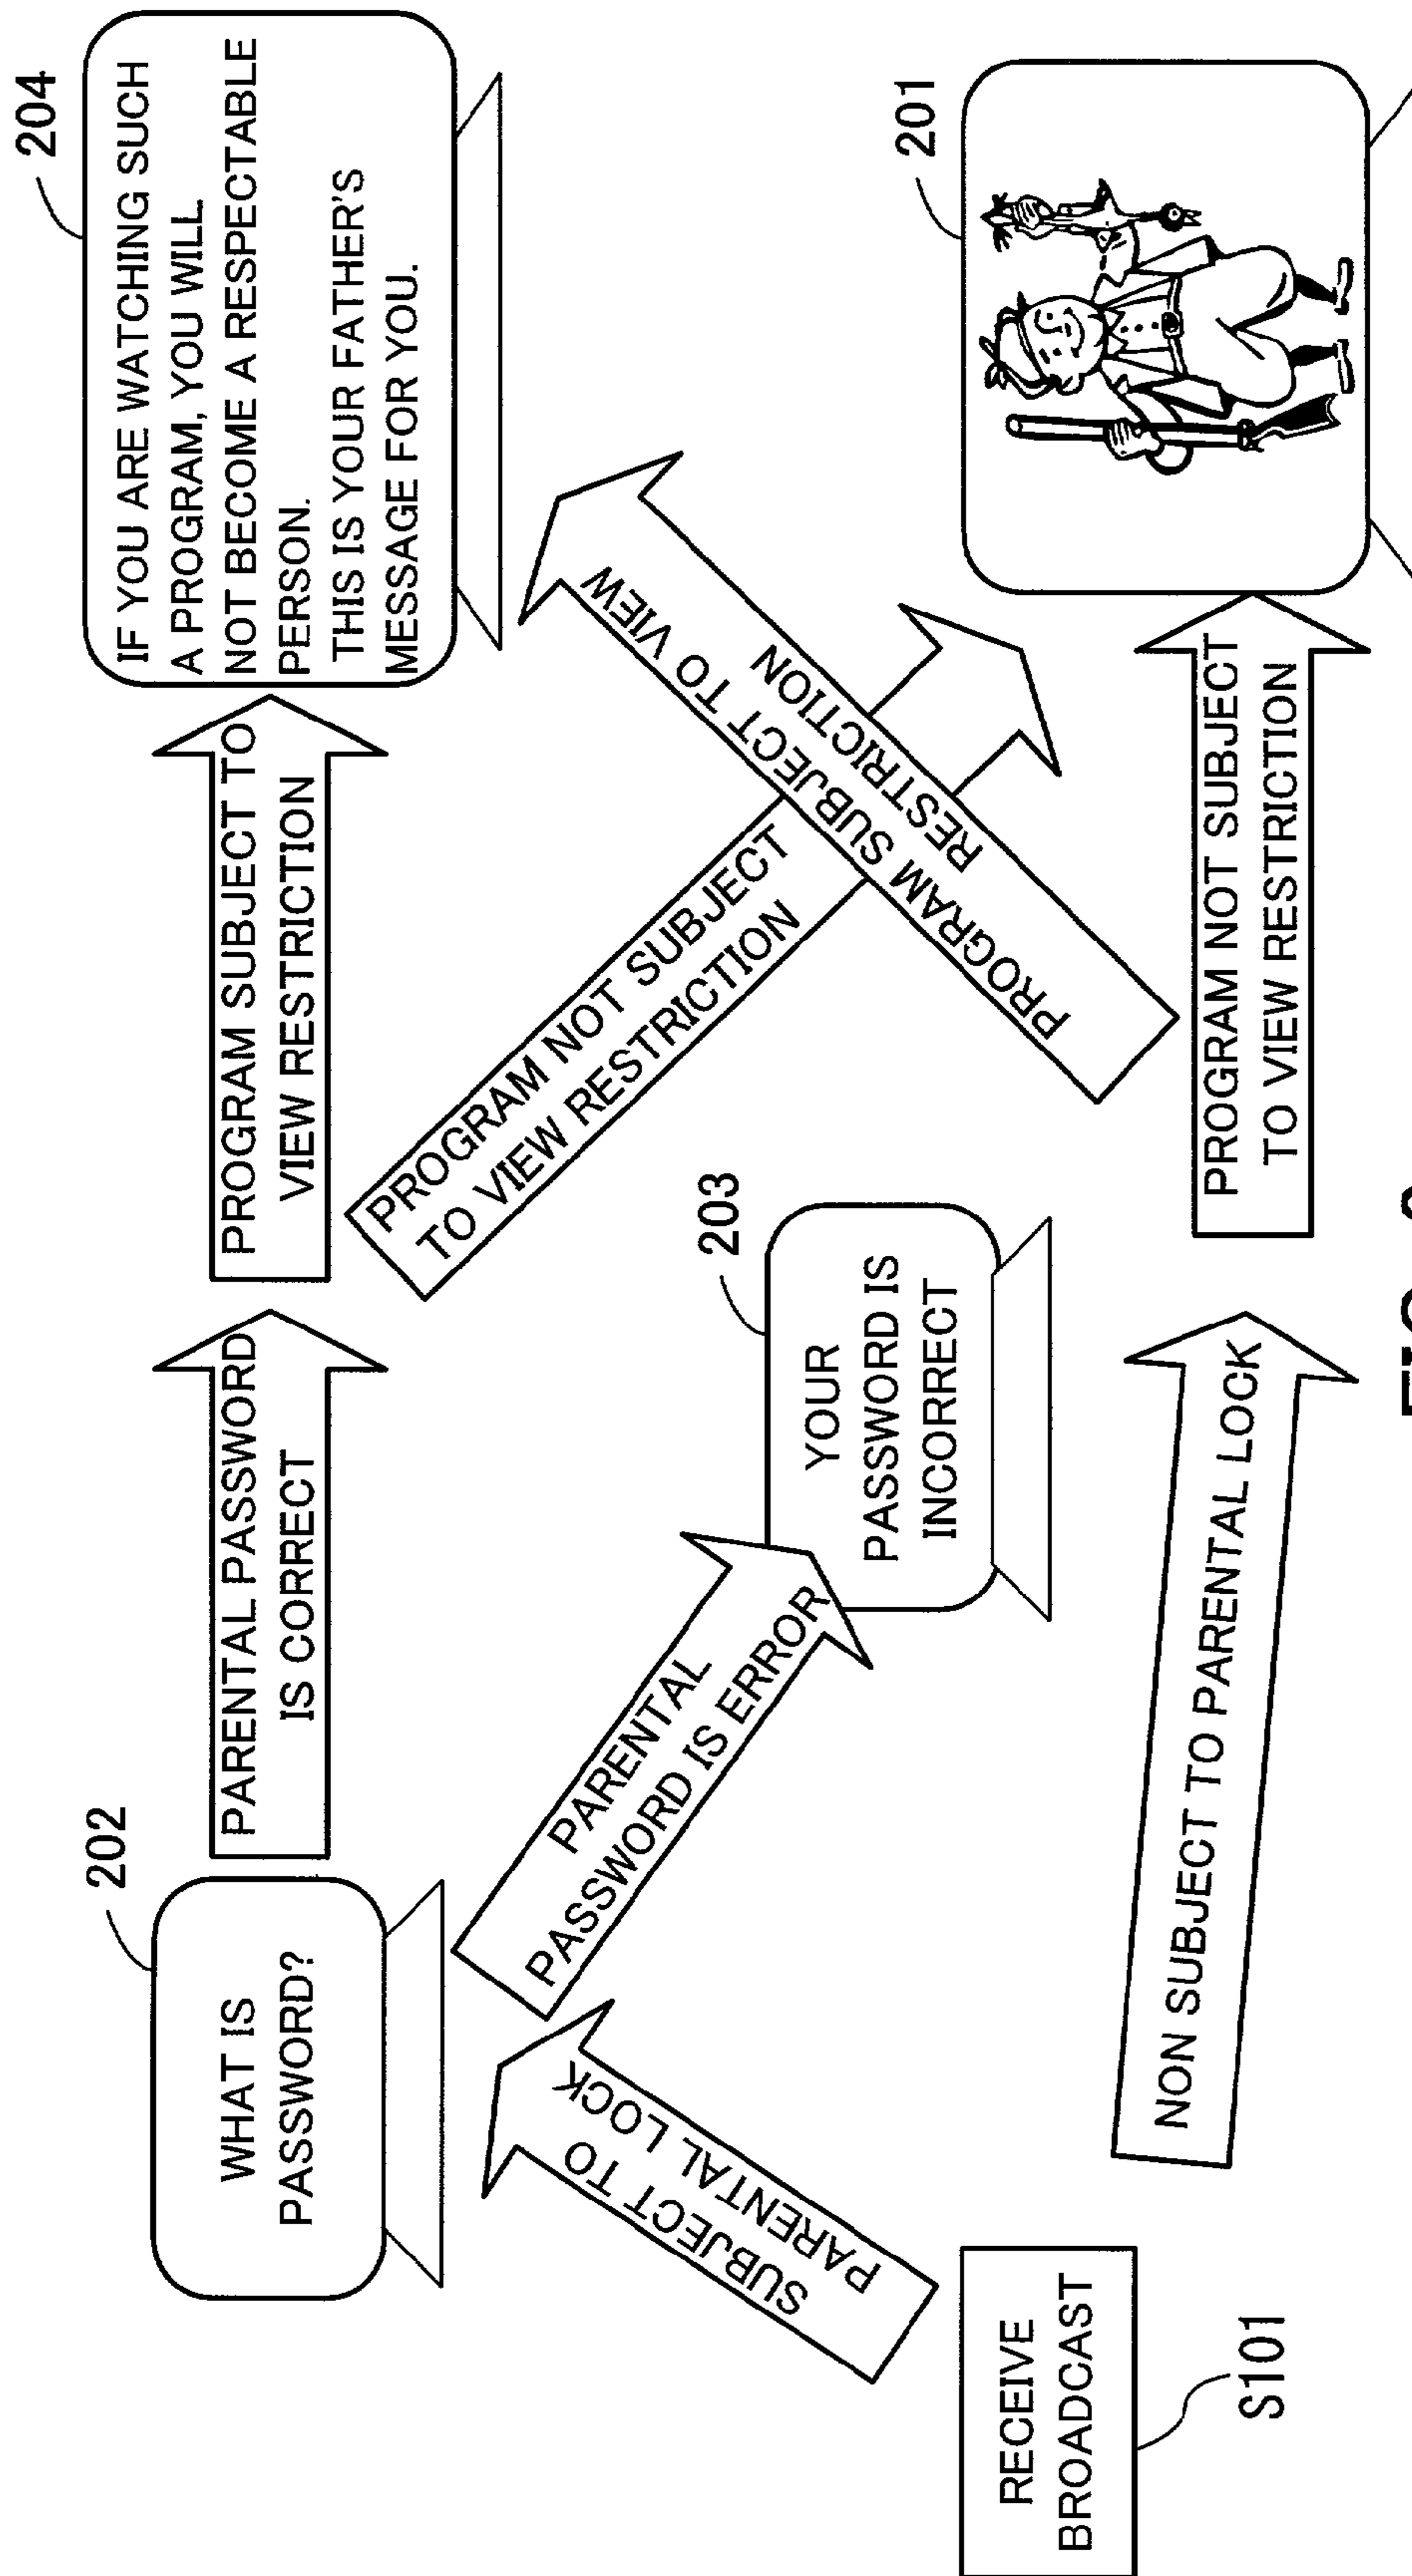 204
IF YOU ARE WATCHING SUCH
A PROGRAM, YOU WILL
NOT BECOME A RESPECTABLE
PERSON.
THIS IS YOUR FATHER'S
MESSAGE FOR YOU.
202
WHAT IS
PASSWORD?
PARENTAL PASSWORD
IS CORRECT
PROGRAM SUBJECT TO
VIEW RESTRICTION
PROGRAM NOT SUBJECT
TO VIEW RESTRICTION
PROGRAM SUBJECT TO VIEW
RESTRICTION
PARENTAL
PASSWORD IS ERROR
203
YOUR
PASSWORD IS
INCORRECT
SUBJECT TO
PARENTAL LOCK
201
RECEIVE
BROADCAST
S101
NON SUBJECT TO PARENTAL LOCK
PROGRAM NOT SUBJECT
TO VIEW RESTRICTION